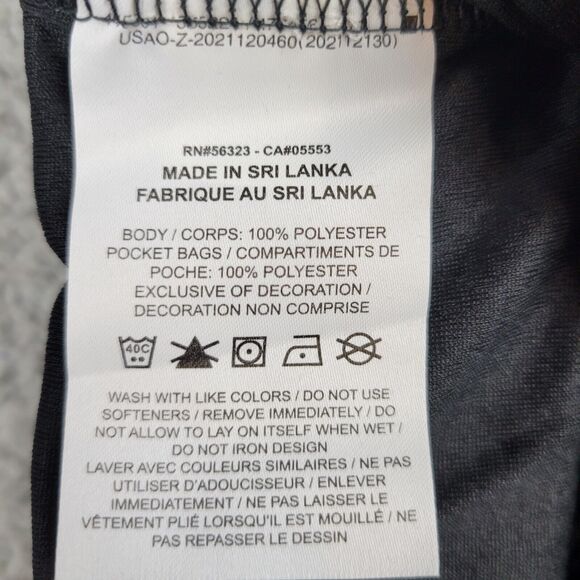 USAO-Z-2021120460(202112130)
RN#56323 - CA#05553
MADE IN SRI LANKA
FABRIQUE AU SRI LANKA
BODY / CORPS: 100% POLYESTER
POCKET BAGS / COMPARTIMENTS DE
POCHE: 100% POLYESTER
EXCLUSIVE OF DECORATION /
DECORATION NON COMPRISE
40C
WASH WITH LIKE COLORS / DO NOT USE
SOFTENERS / REMOVE IMMEDIATELY / DO
NOT ALLOW TO LAY ON ITSELF WHEN WET /
DO NOT IRON DESIGN
LAVER AVEC COULEURS SIMILAIRES / NE PAS
UTILISER D'ADOUCISSEUR / ENLEVER
IMMEDIATEMENT / NE PAS LAISSER LE
VÊTEMENT PLIÉ LORSQU'IL EST MOUILLÉ / NE
PAS REPASSER LE DESSIN